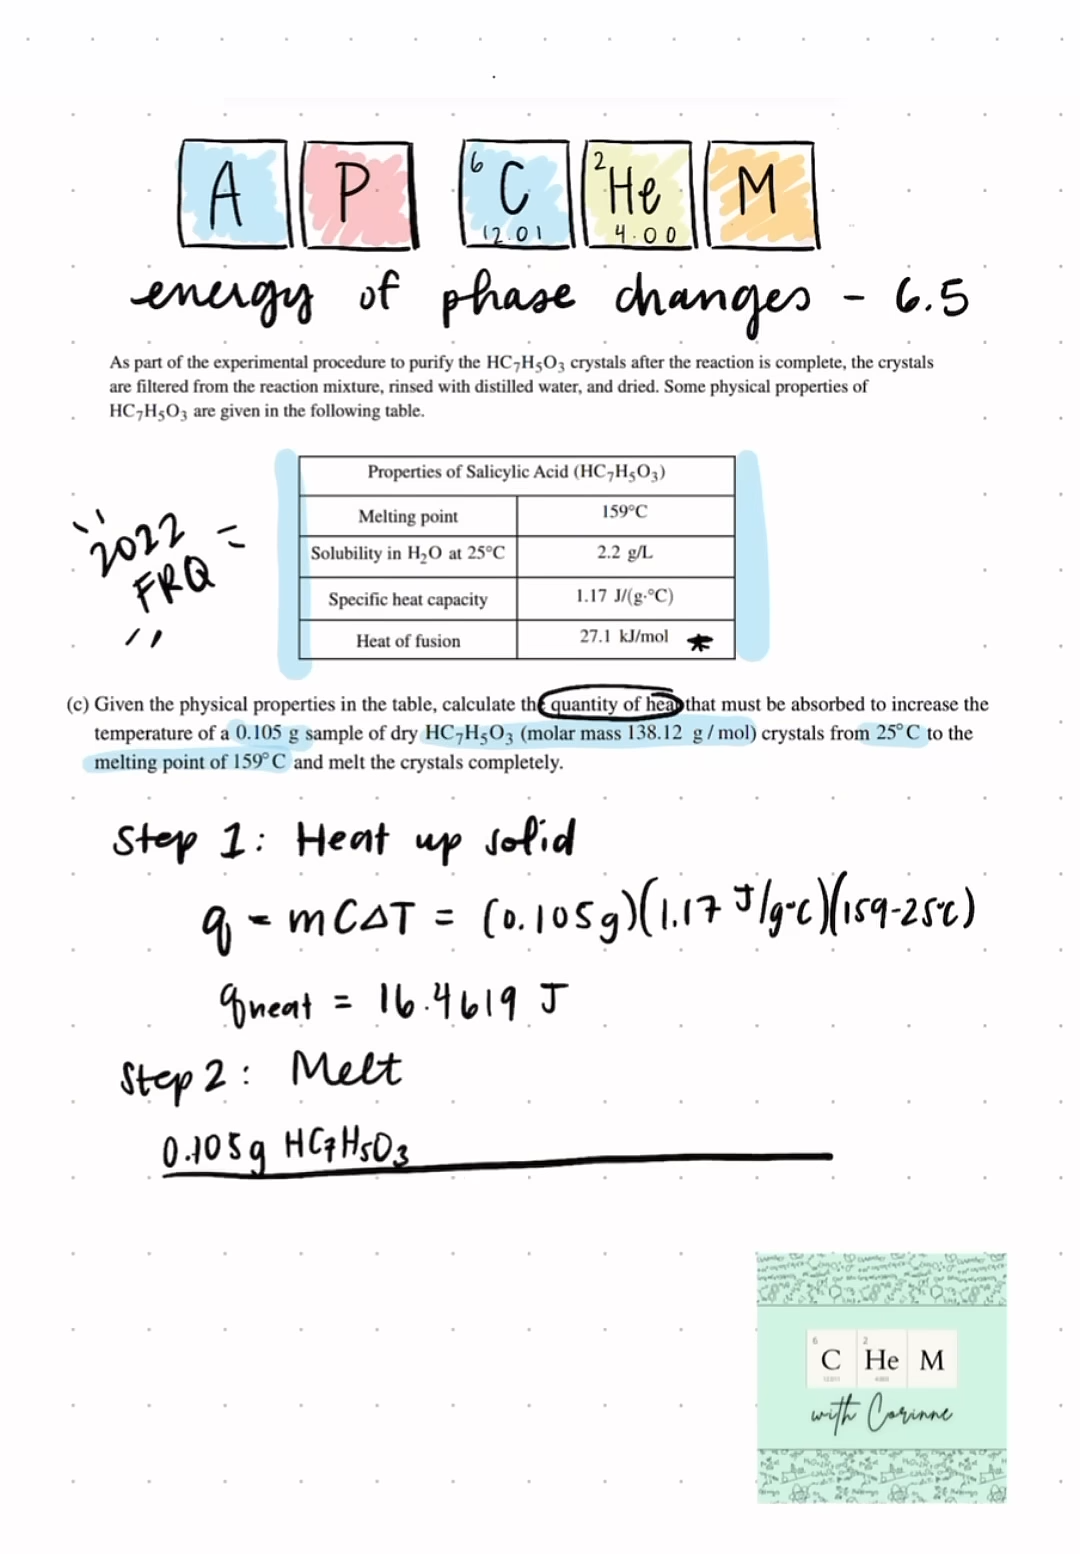 A P 6 C 12.01 2 He 4.00 M
energy of phase changes - 6.5
As part of the experimental procedure to purify the HC₇H₅O₃ crystals after the reaction is complete, the crystals
are filtered from the reaction mixture, rinsed with distilled water, and dried. Some physical properties of
HC₇H₅O₃ are given in the following table.
Properties of Salicylic Acid (HC₇H₅O₃)
Melting point 159°C
Solubility in H₂O at 25°C 2.2 g/L
Specific heat capacity 1.17 J/(g·°C)
Heat of fusion 27.1 kJ/mol
2022
FRQ
(c) Given the physical properties in the table, calculate the quantity of heat that must be absorbed to increase the
temperature of a 0.105 g sample of dry HC₇H₅O₃ (molar mass 138.12 g / mol) crystals from 25°C to the
melting point of 159°C and melt the crystals completely.
Step 1: Heat up solid
q = mCΔT = (0.105g)(1.17 J/g°C)(159-25°C)
qheat = 16.4619 J
Step 2: Melt
0.105g HC₇H₅O₃
6 C 2 He M
with Corinne